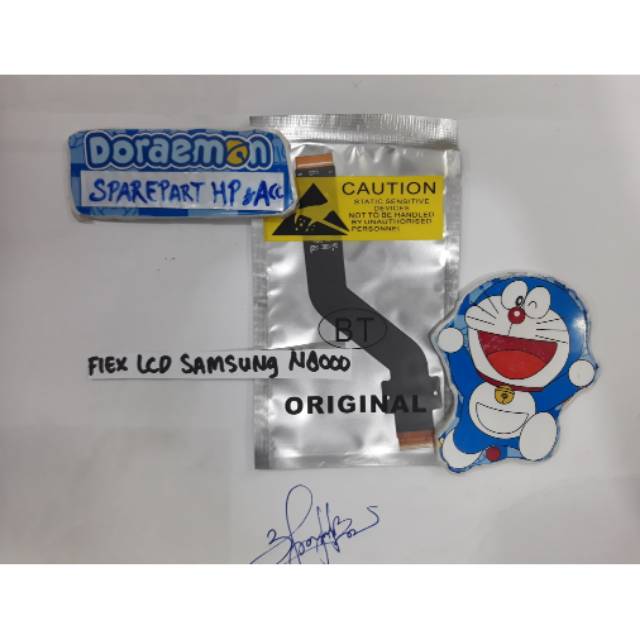 Doraemon
SPAREPART HP & Acc
CAUTION
STATIC SENSITIVE
DEVICES
NOT TO BE HANDLED
BY UNAUTHORISED
PERSONNEL
BT
FLEX LCD SAMSUNG N8000
ORIGINAL